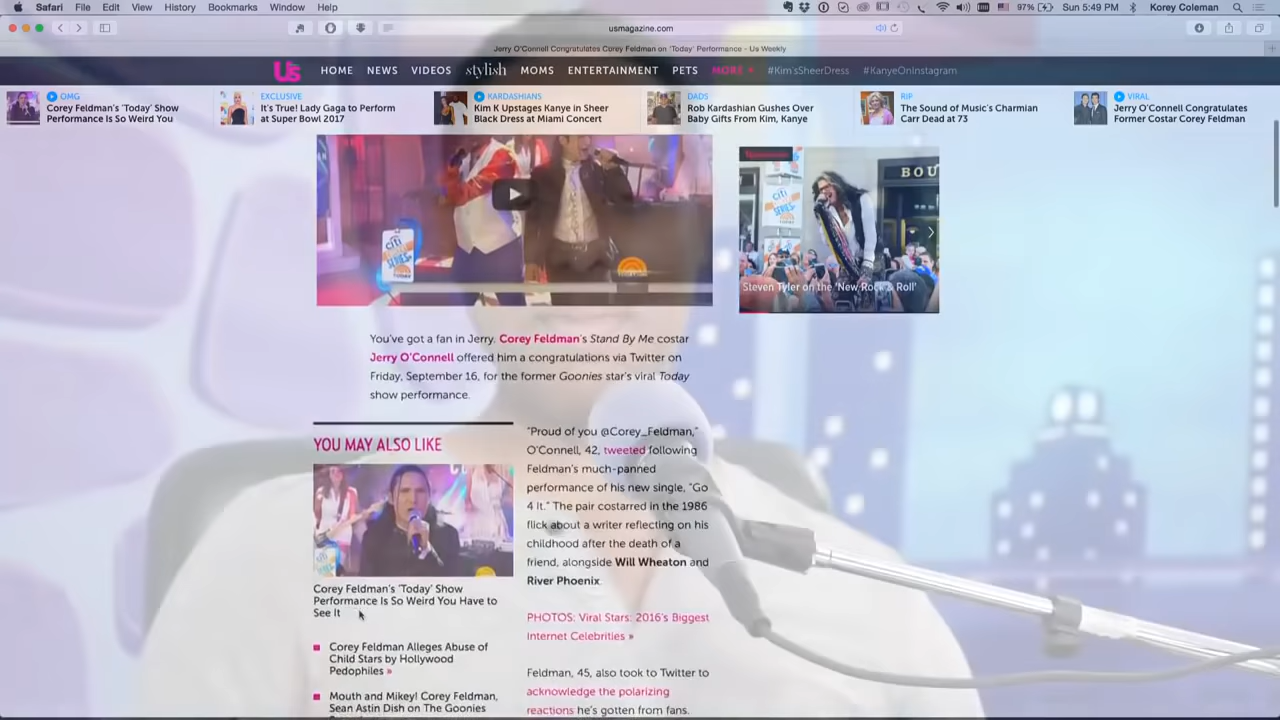 Safari File Edit View History Bookmarks Window Help
97% Sun 5:49 PM Korey Coleman
usmagazine.com
Jerry O'Connell Congratulates Corey Feldman on 'Today' Performance - Us Weekly
Us HOME NEWS VIDEOS stylish MOMS ENTERTAINMENT PETS MORE #Kim'sSheerDress #KanyeOnInstagram
OMG
Corey Feldman's 'Today' Show
Performance Is So Weird You
EXCLUSIVE
It's True! Lady Gaga to Perform
at Super Bowl 2017
KARDASHIANS
Kim K Upstages Kanye in Sheer
Black Dress at Miami Concert
DADS
Rob Kardashian Gushes Over
Baby Gifts From Kim, Kanye
RIP
The Sound of Music's Charmian
Carr Dead at 73
VIRAL
Jerry O'Connell Congratulates
Former Costar Corey Feldman
citi
BOU
citi
SERIES
Steven Tyler on the 'New Rock & Roll'
You've got a fan in Jerry. Corey Feldman's Stand By Me costar
Jerry O'Connell offered him a congratulations via Twitter on
Friday, September 16, for the former Goonies star's viral Today
show performance.
YOU MAY ALSO LIKE
Corey Feldman's 'Today' Show
Performance Is So Weird You Have to
See It
Corey Feldman Alleges Abuse of
Child Stars by Hollywood
Pedophiles »
Mouth and Mikey! Corey Feldman,
Sean Astin Dish on The Goonies
"Proud of you @Corey_Feldman,"
O'Connell, 42, tweeted following
Feldman's much-panned
performance of his new single, "Go
4 It." The pair costarred in the 1986
flick about a writer reflecting on his
childhood after the death of a
friend, alongside Will Wheaton and
River Phoenix.
PHOTOS: Viral Stars: 2016's Biggest
Internet Celebrities »
Feldman, 45, also took to Twitter to
acknowledge the polarizing
reactions he's gotten from fans.